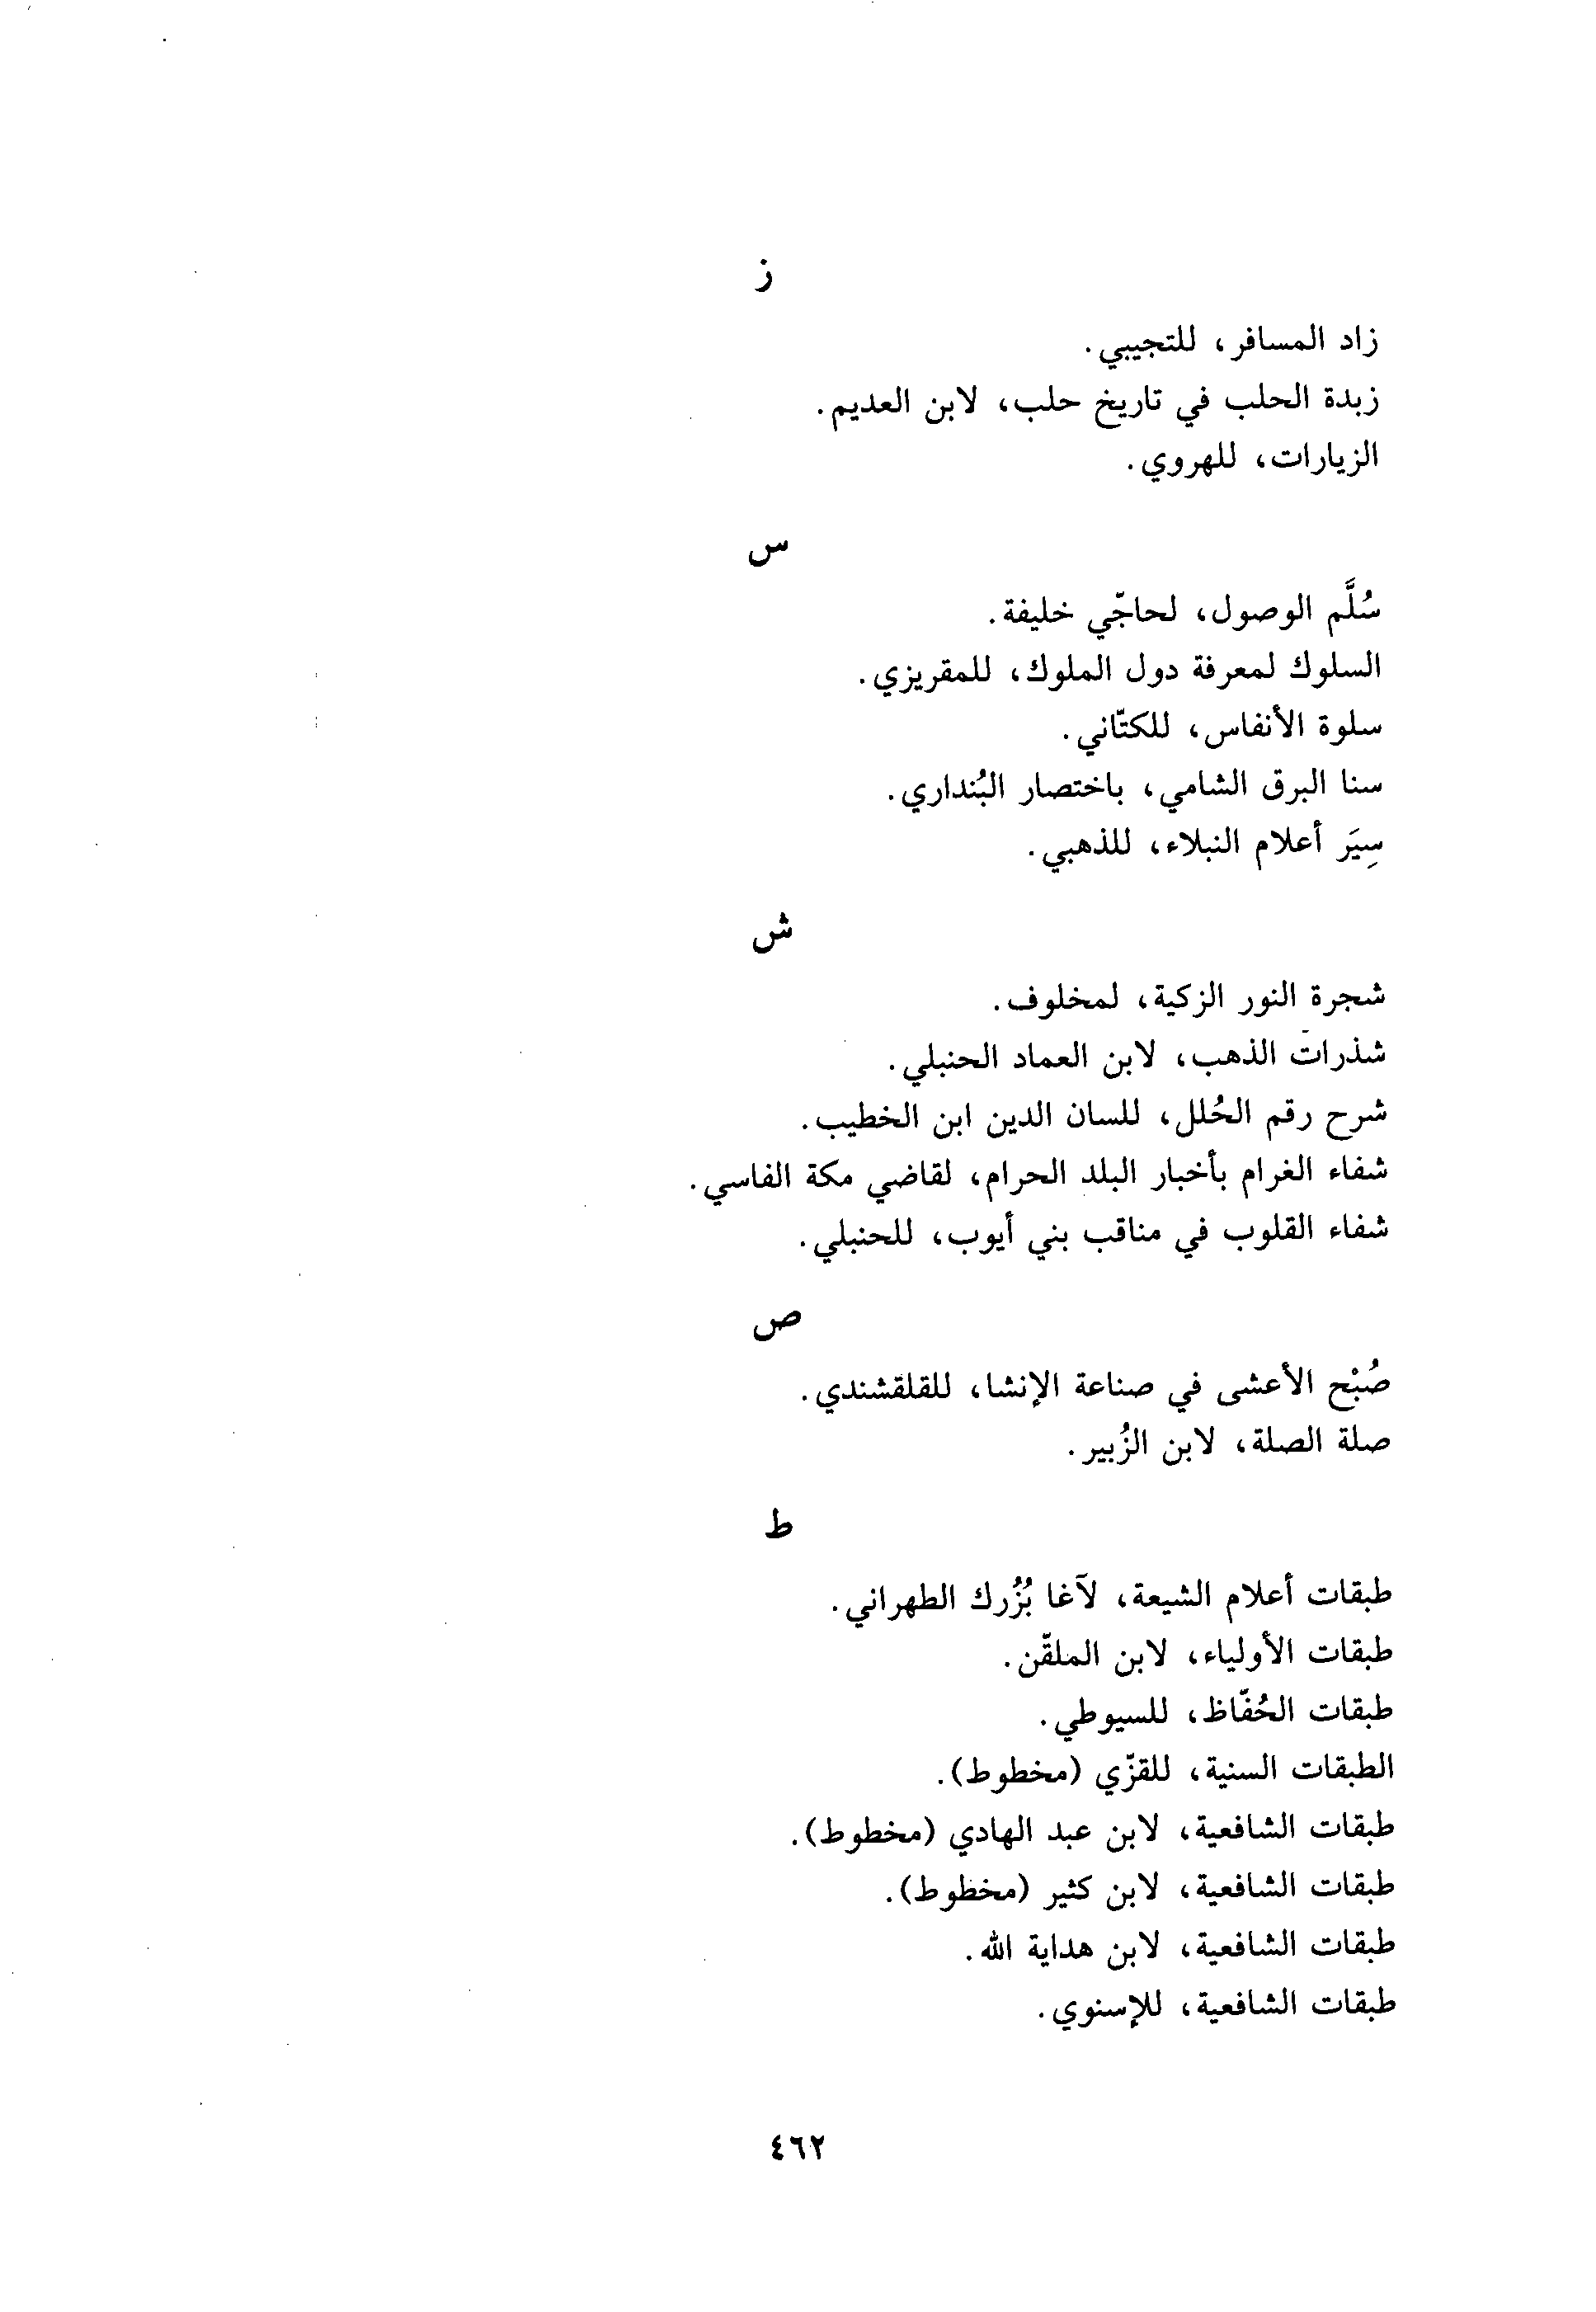 ز
زاد المسافر، للتجيبي.
زبدة الحلب في تاريخ حلب، لابن العديم.
الزيارات، للهروي.
س
سُلَّم الوصول، لحاجّي خليفة.
السلوك لمعرفة دول الملوك، للمقريزي.
سلوة الأنفاس، للكتّاني.
سنا البرق الشامي، باختصار البُنداري.
سِيَر أعلام النبلاء، للذهبي.
ش
شجرة النور الزكية، لمخلوف.
شذرات الذهب، لابن العماد الحنبلي.
شرح رقم الحُلل، للسان الدين ابن الخطيب.
شفاء الغرام بأخبار البلد الحرام، لقاضي مكة الفاسي.
شفاء القلوب في مناقب بني أيوب، للحنبلي.
ص
صُبْح الأعشى في صناعة الإنشا، للقلقشندي.
صلة الصلة، لابن الزُبير.
ط
طبقات أعلام الشيعة، لآغا بُزُرك الطهراني.
طبقات الأولياء، لابن الملقّن.
طبقات الحُفّاظ، للسيوطي.
الطبقات السنية، للقزّي (مخطوط).
طبقات الشافعية، لابن عبد الهادي (مخطوط).
طبقات الشافعية، لابن كثير (مخطوط).
طبقات الشافعية، لابن هداية الله.
طبقات الشافعية، للإسنوي.
٤٦٢